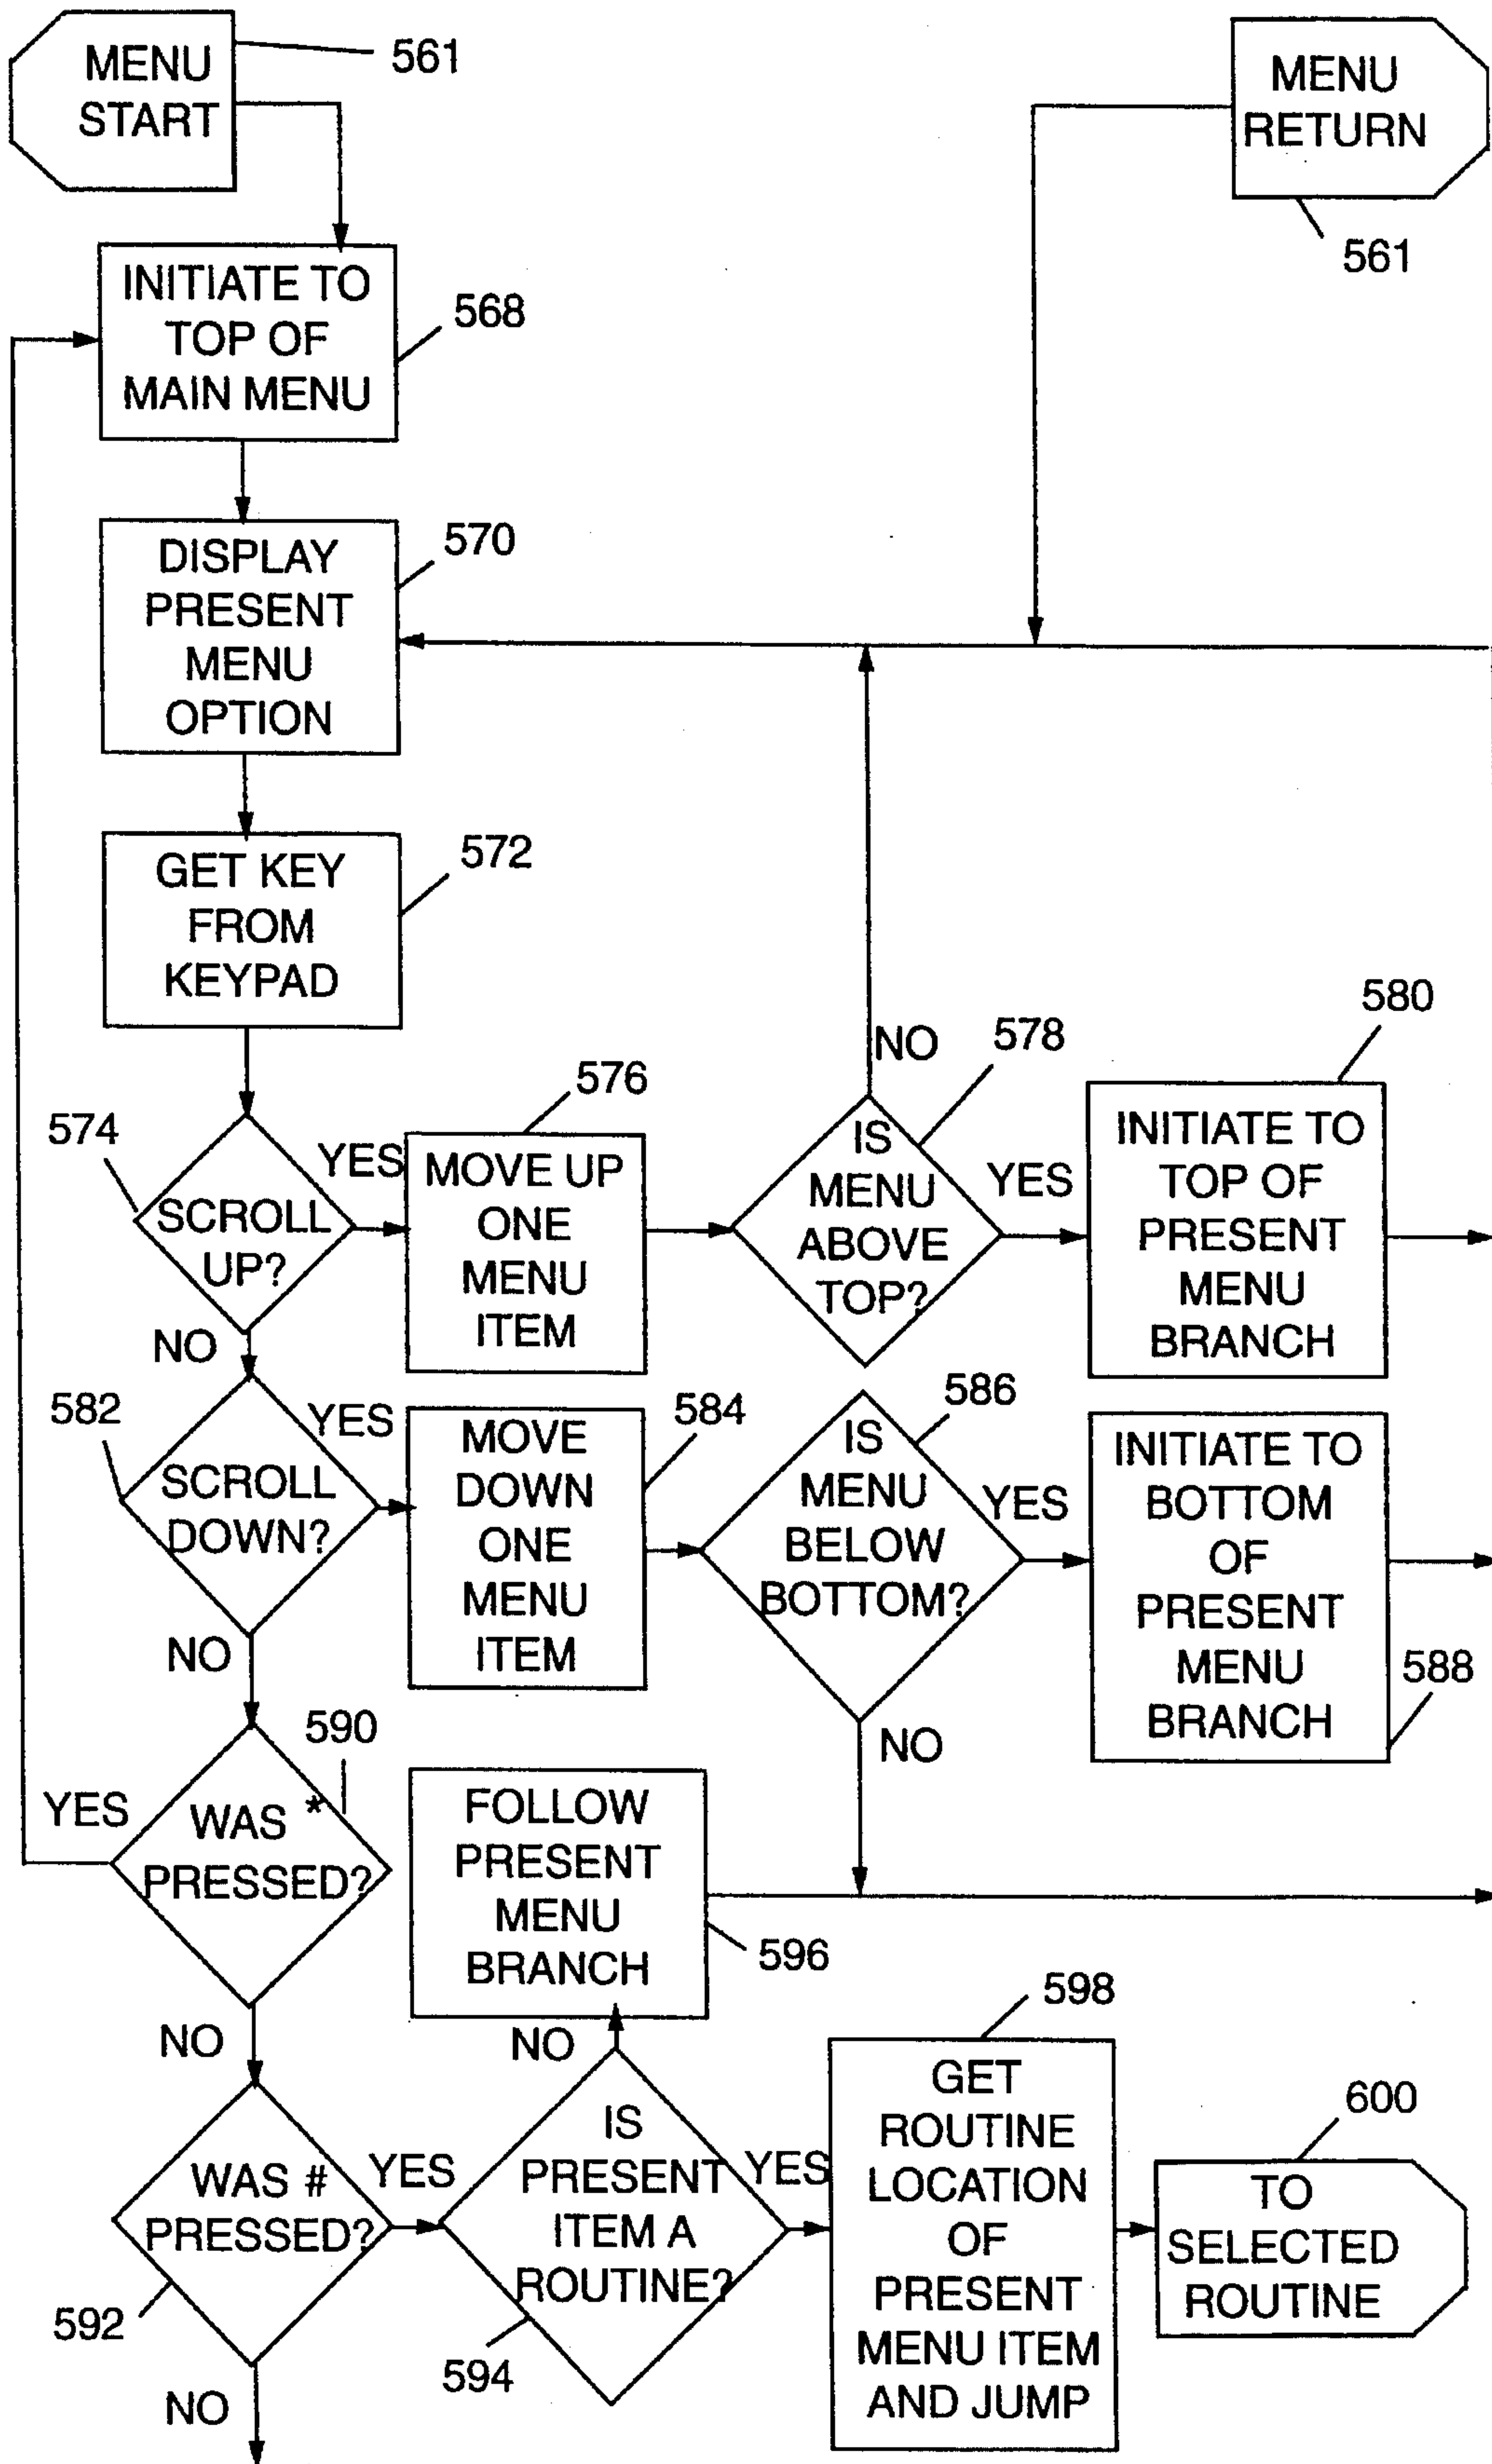 MENU
START
561
MENU
RETURN
561
INITIATE TO
TOP OF
MAIN MENU
568
DISPLAY
PRESENT
MENU
OPTION
570
GET KEY
FROM
KEYPAD
572
574
SCROLL
UP?
YES
NO
576
MOVE UP
ONE
MENU
ITEM
578
IS
MENU
ABOVE
TOP?
NO
YES
580
INITIATE TO
TOP OF
PRESENT
MENU
BRANCH
582
SCROLL
DOWN?
YES
NO
584
MOVE
DOWN
ONE
MENU
ITEM
586
IS
MENU
BELOW
BOTTOM?
YES
NO
INITIATE TO
BOTTOM
OF
PRESENT
MENU
BRANCH
588
590
WAS *
PRESSED?
YES
NO
FOLLOW
PRESENT
MENU
BRANCH
596
592
WAS #
PRESSED?
YES
NO
594
IS
PRESENT
ITEM A
ROUTINE?
NO
YES
598
GET
ROUTINE
LOCATION
OF
PRESENT
MENU ITEM
AND JUMP
600
TO
SELECTED
ROUTINE